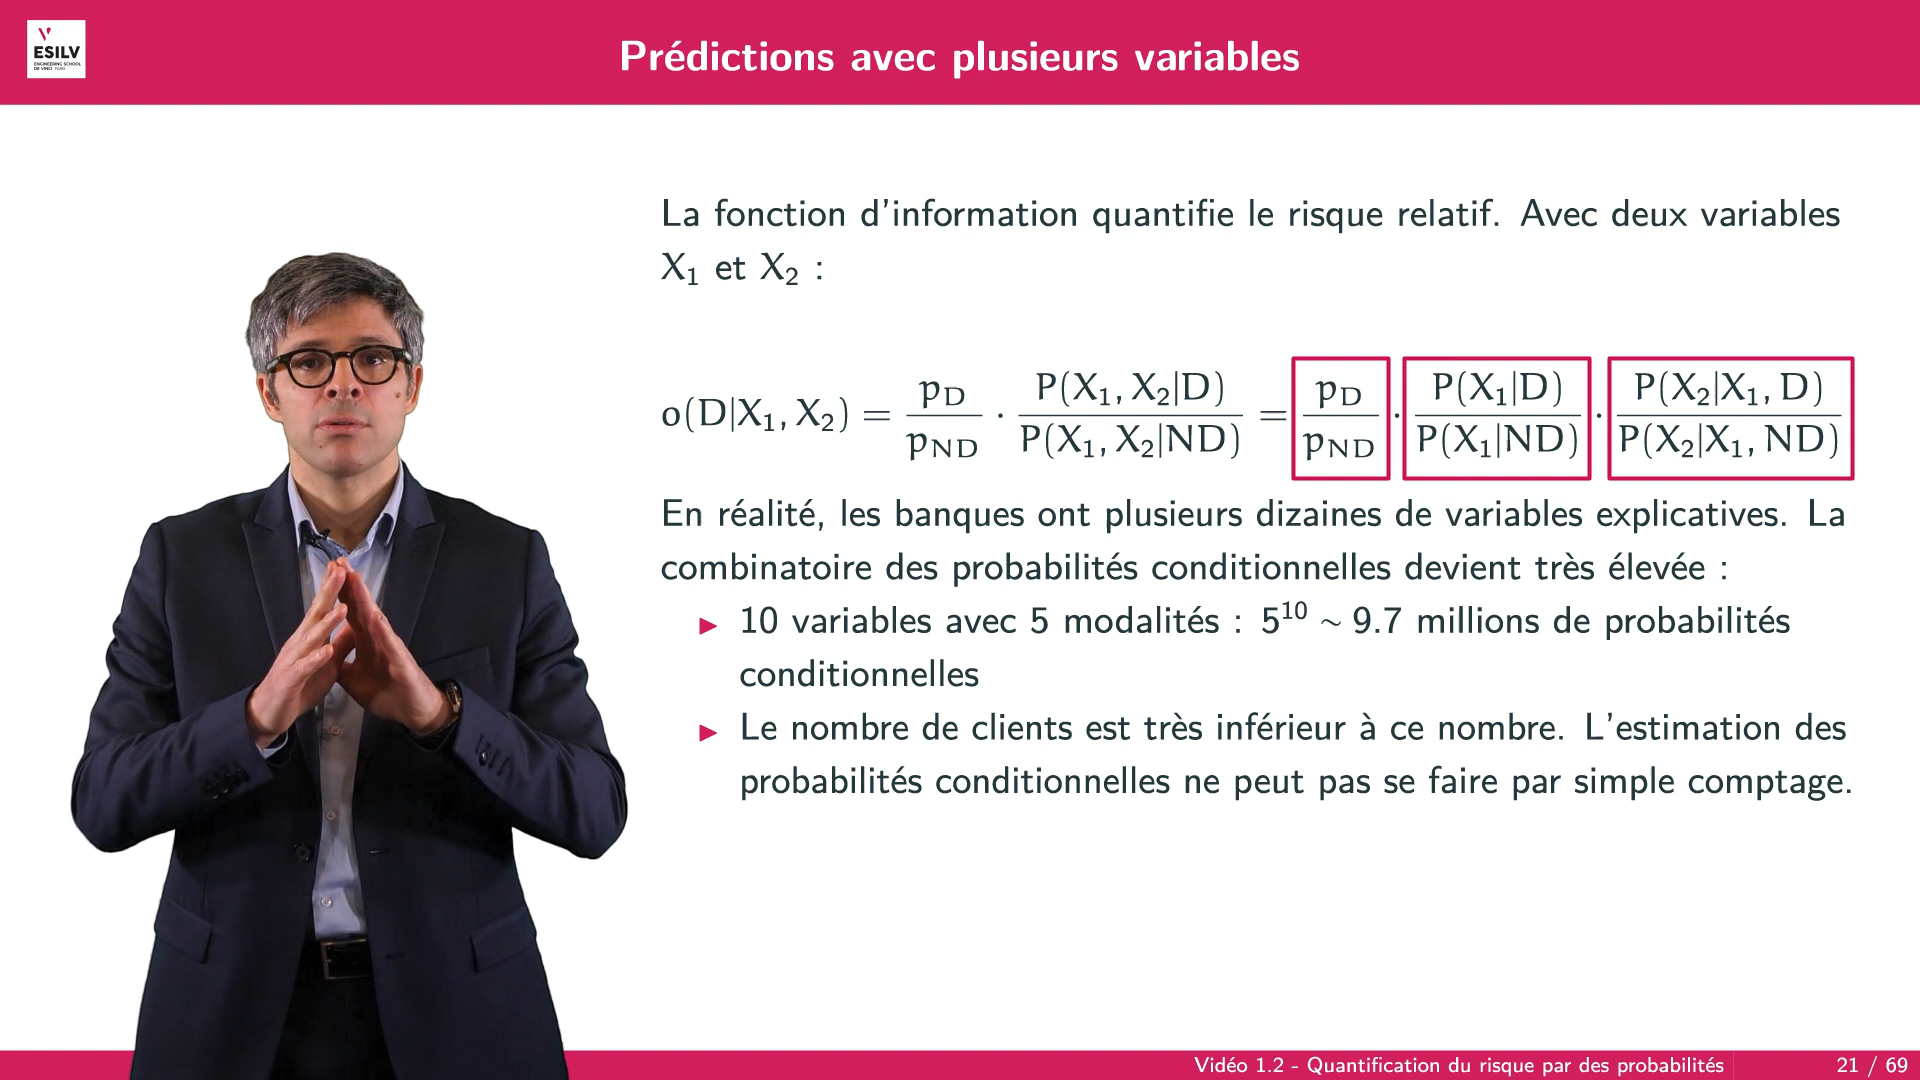 ESILV
ENGINEERING SCHOOL
DE VINCI PARIS
Prédictions avec plusieurs variables
La fonction d'information quantifie le risque relatif. Avec deux variables
X₁ et X₂ :
o(D|X₁, X₂) = p_D / p_ND · P(X₁, X₂|D) / P(X₁, X₂|ND) = p_D / p_ND · P(X₁|D) / P(X₁|ND) · P(X₂|X₁, D) / P(X₂|X₁, ND)
En réalité, les banques ont plusieurs dizaines de variables explicatives. La
combinatoire des probabilités conditionnelles devient très élevée :
▶ 10 variables avec 5 modalités : 5¹⁰ ~ 9.7 millions de probabilités
conditionnelles
▶ Le nombre de clients est très inférieur à ce nombre. L'estimation des
probabilités conditionnelles ne peut pas se faire par simple comptage.
Vidéo 1.2 - Quantification du risque par des probabilités
21 / 69